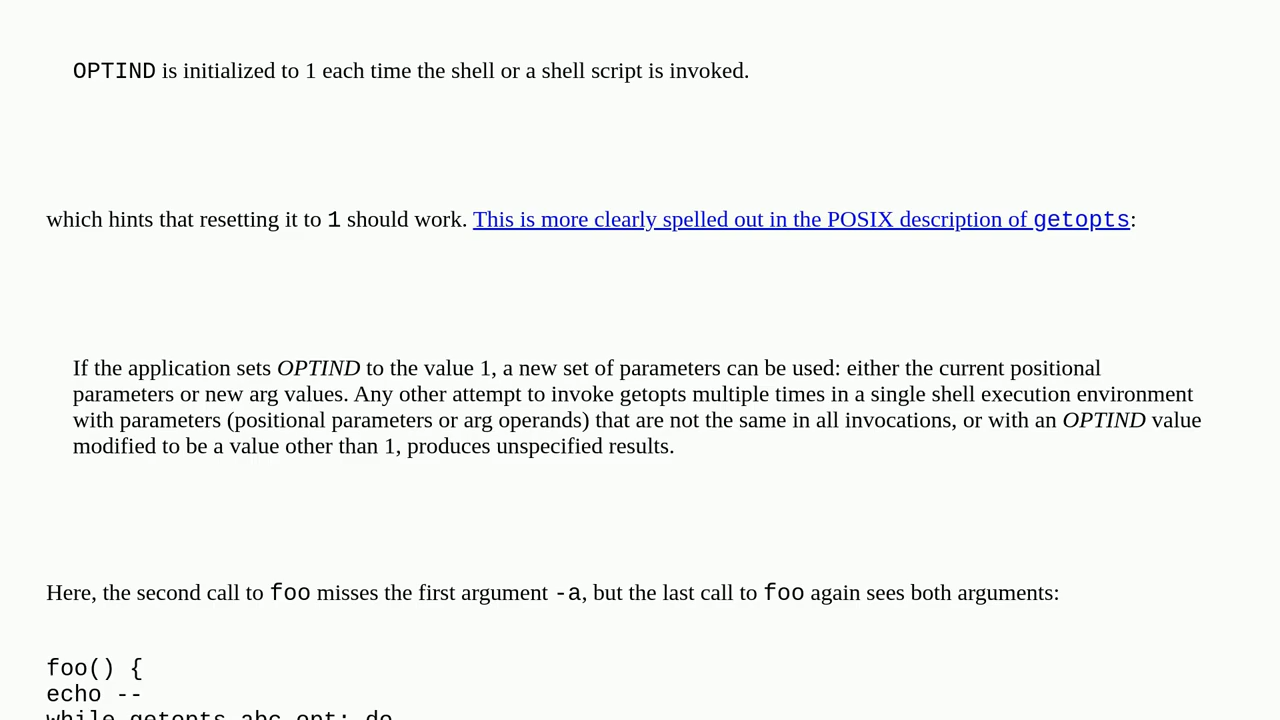 OPTIND is initialized to 1 each time the shell or a shell script is invoked.
which hints that resetting it to 1 should work. This is more clearly spelled out in the POSIX description of getopts:
If the application sets OPTIND to the value 1, a new set of parameters can be used: either the current positional
parameters or new arg values. Any other attempt to invoke getopts multiple times in a single shell execution environment
with parameters (positional parameters or arg operands) that are not the same in all invocations, or with an OPTIND value
modified to be a value other than 1, produces unspecified results.
Here, the second call to foo misses the first argument -a, but the last call to foo again sees both arguments:
foo() {
echo --
while getopts abc opt; do